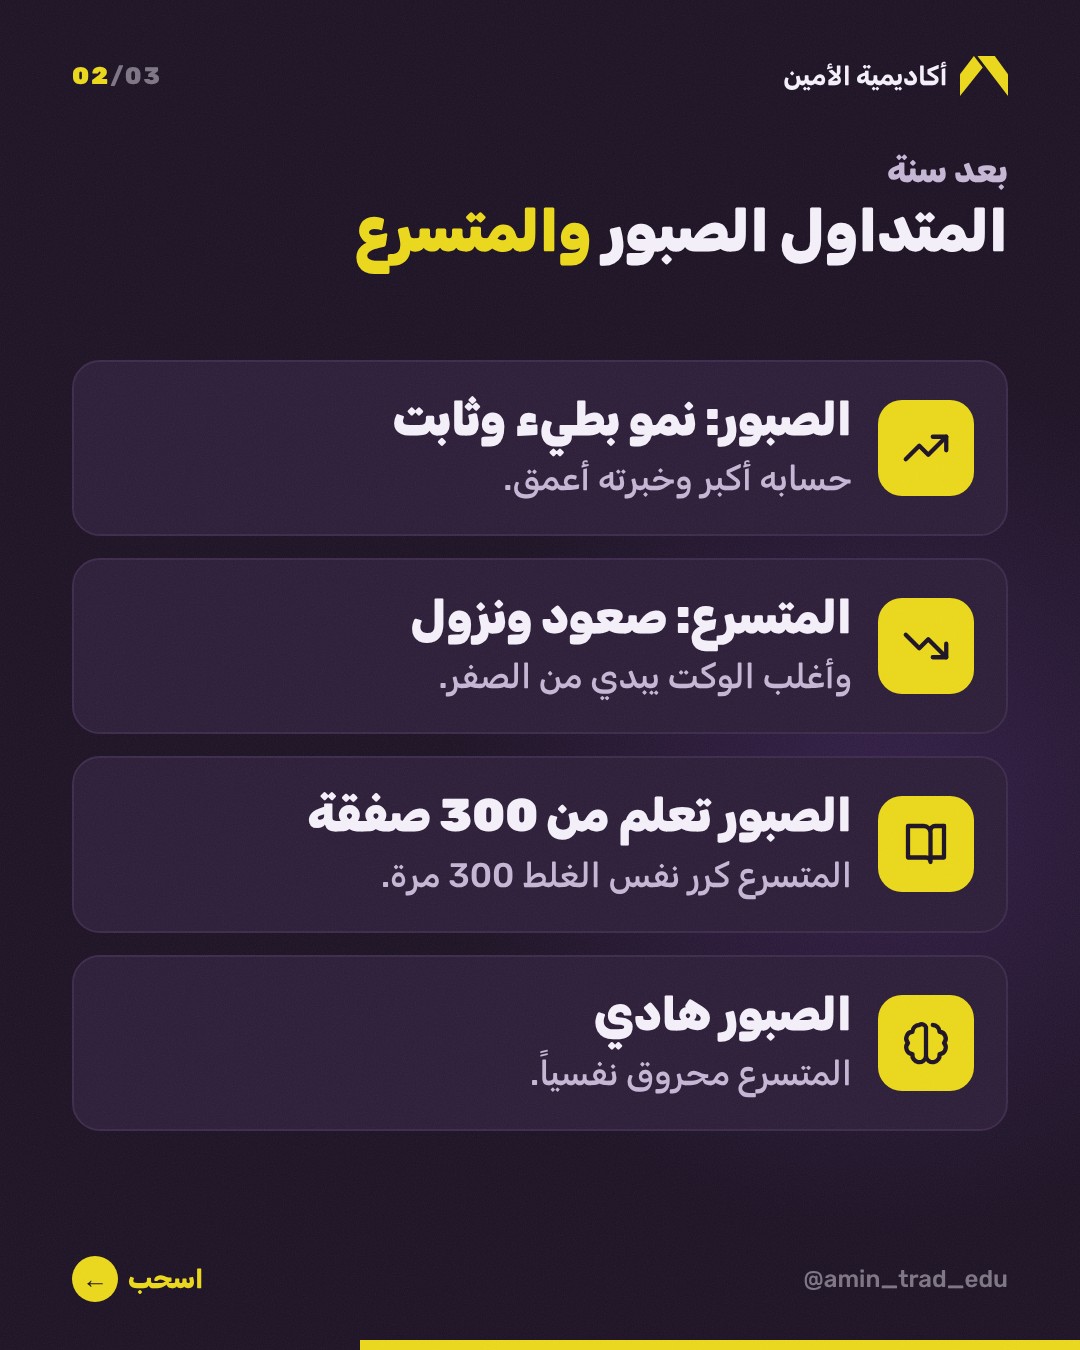 أكاديمية الأمين
02/03
بعد سنة
المتداول الصبور والمتسرع
الصبور: نمو بطيء وثابت
حسابه أكبر وخبرته أعمق.
المتسرع: صعود ونزول
وأغلب الوكت يبدي من الصفر.
الصبور تعلم من 300 صفقة
المتسرع كرر نفس الغلط 300 مرة.
الصبور هادي
المتسرع محروق نفسياً.
@amin_trad_edu
اسحب ←